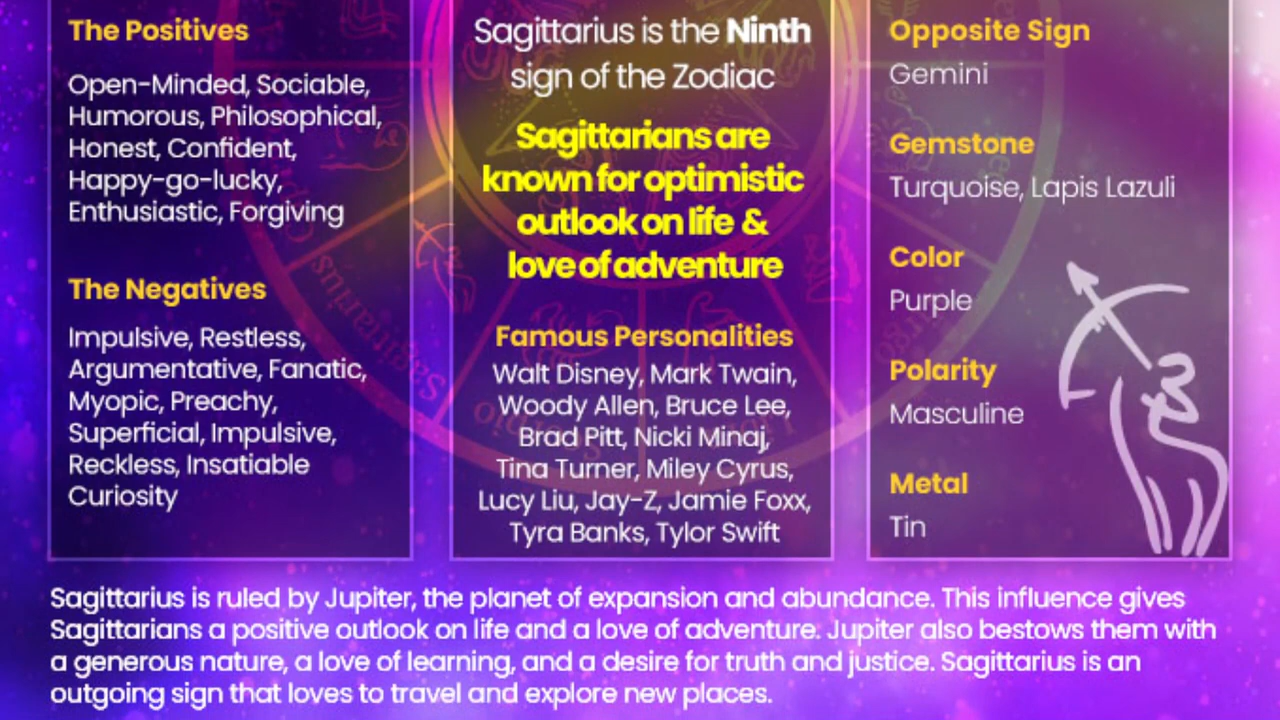 The Positives
Open-Minded, Sociable,
Humorous, Philosophical,
Honest, Confident,
Happy-go-lucky,
Enthusiastic, Forgiving
The Negatives
Impulsive, Restless,
Argumentative, Fanatic,
Myopic, Preachy,
Superficial, Impulsive,
Reckless, Insatiable
Curiosity
Sagittarius is the Ninth
sign of the Zodiac
Sagittarians are
known for optimistic
outlook on life &
love of adventure
Famous Personalities
Walt Disney, Mark Twain,
Woody Allen, Bruce Lee,
Brad Pitt, Nicki Minaj,
Tina Turner, Miley Cyrus,
Lucy Liu, Jay-Z, Jamie Foxx,
Tyra Banks, Tylor Swift
Opposite Sign
Gemini
Gemstone
Turquoise, Lapis Lazuli
Color
Purple
Polarity
Masculine
Metal
Tin
Sagittarius is ruled by Jupiter, the planet of expansion and abundance. This influence gives
Sagittarians a positive outlook on life and a love of adventure. Jupiter also bestows them with
a generous nature, a love of learning, and a desire for truth and justice. Sagittarius is an
outgoing sign that loves to travel and explore new places.
Sagittarius